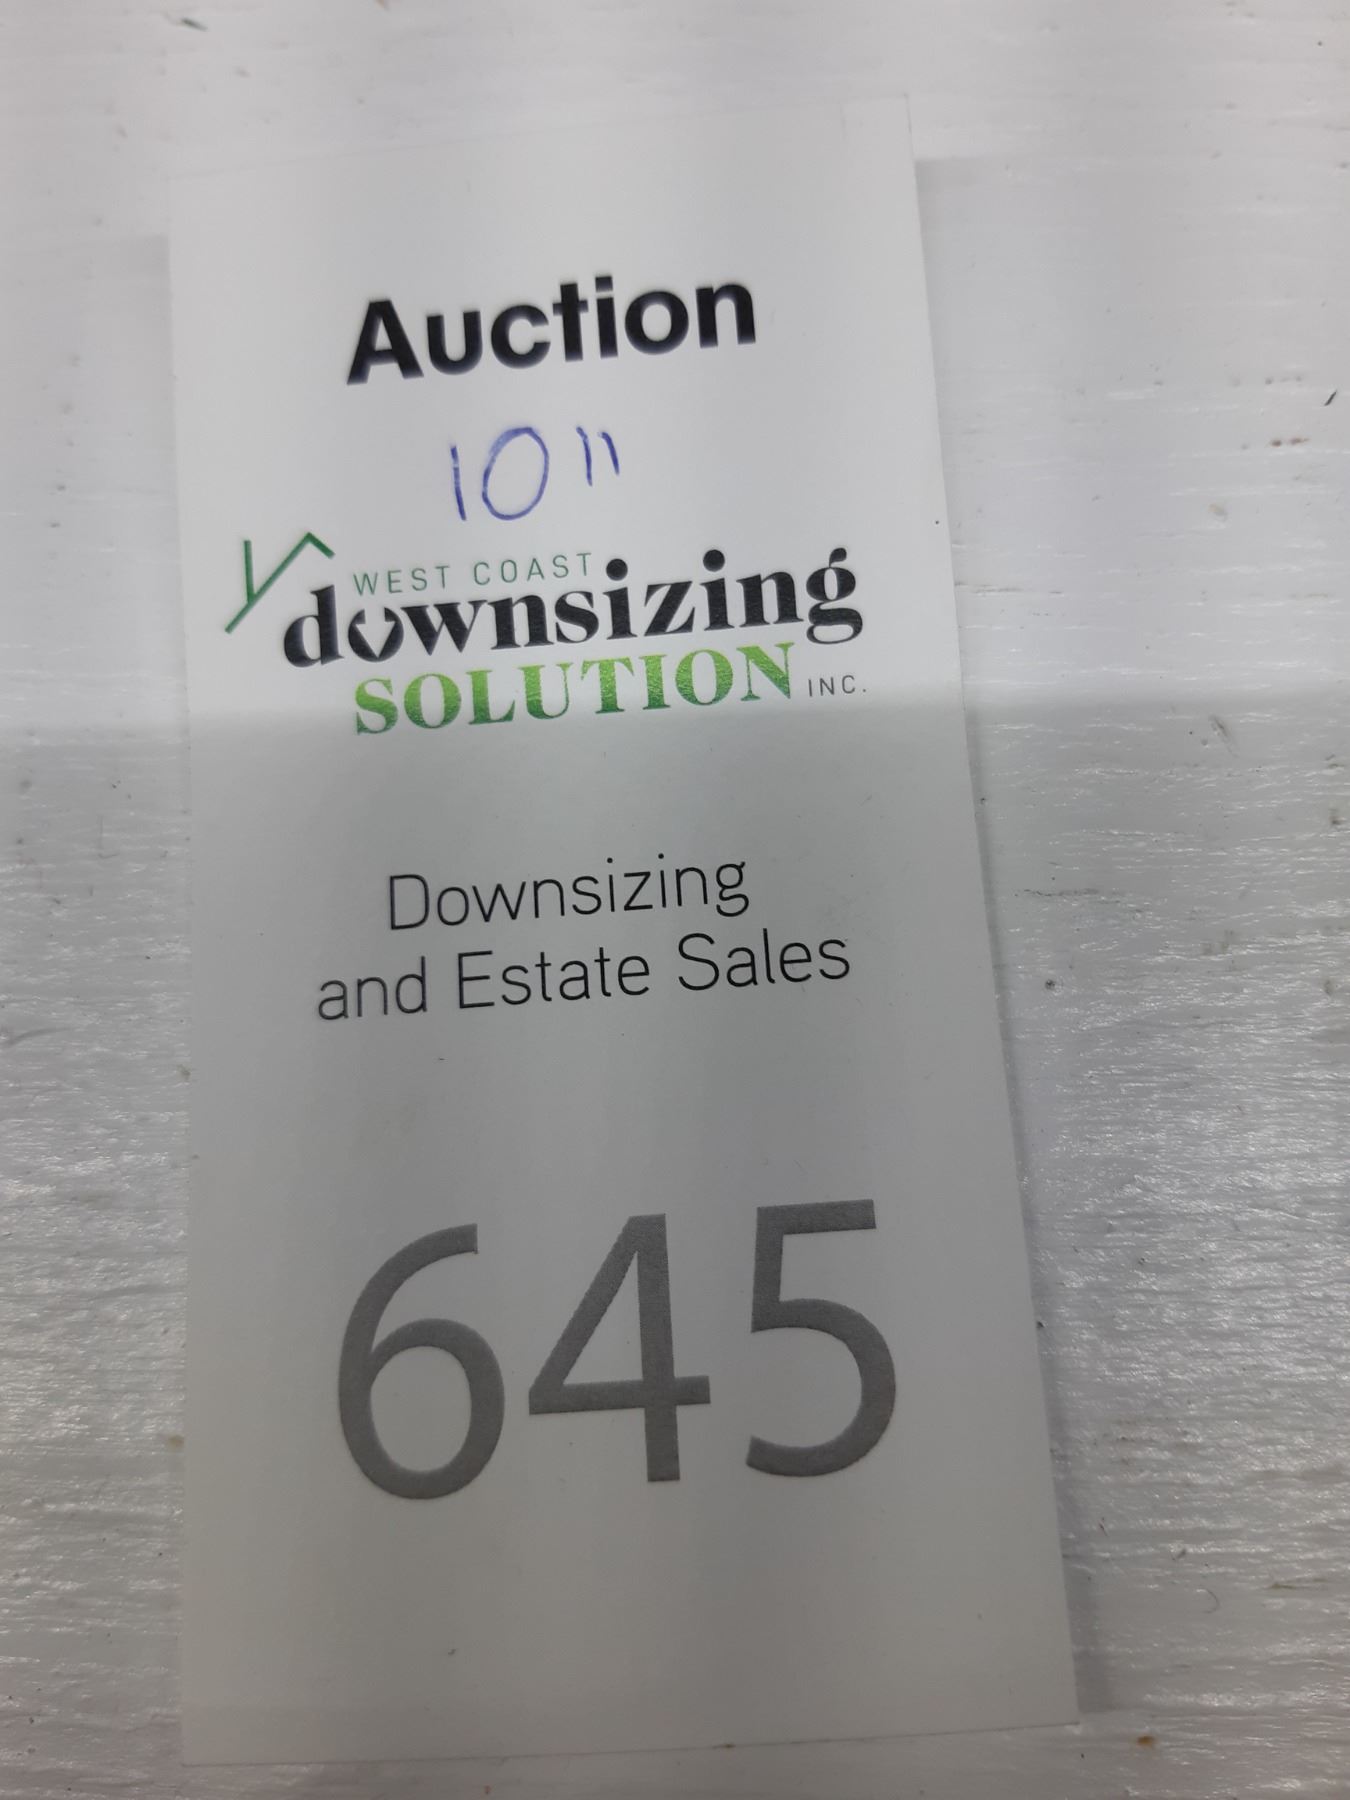 Auction
10"
WEST COAST
downsizing
SOLUTION INC.
Downsizing
and Estate Sales
645